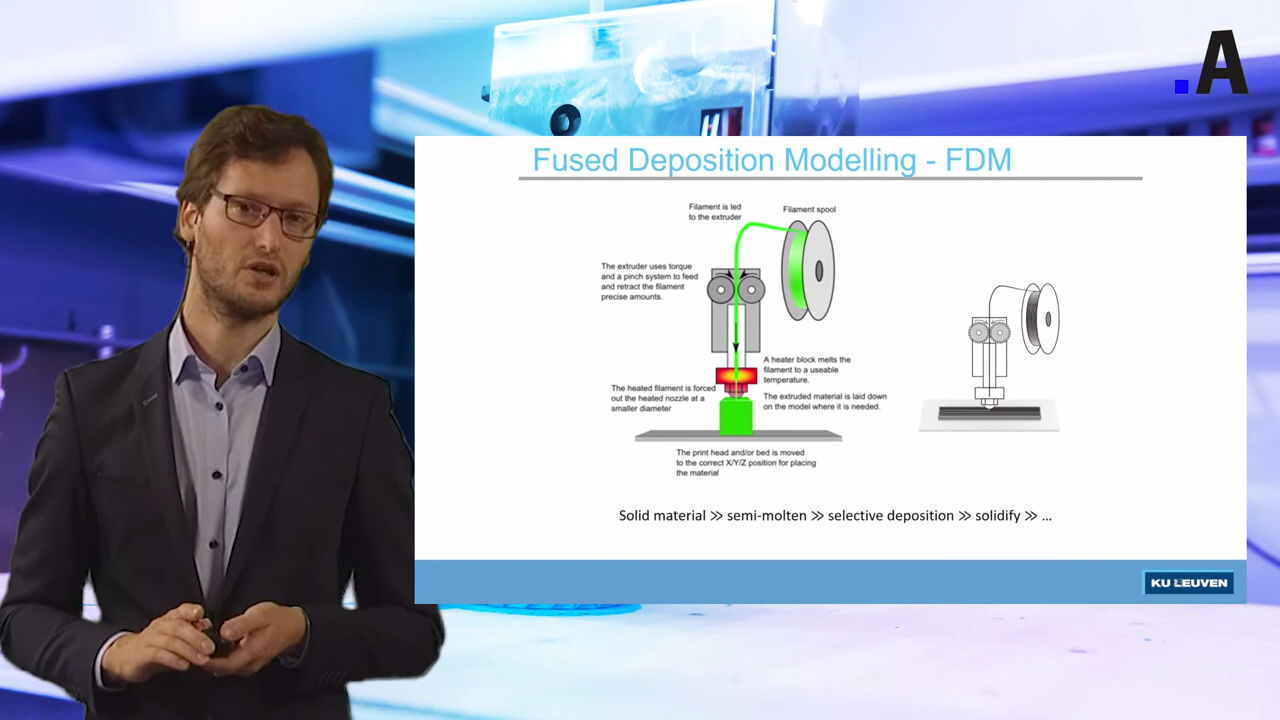 .A
Fused Deposition Modelling - FDM
Filament is led
to the extruder
Filament spool
The extruder uses torque
and a pinch system to feed
and retract the filament
precise amounts.
A heater block melts the
filament to a useable
temperature.
The heated filament is forced
out the heated nozzle at a
smaller diameter
The extruded material is laid down
on the model where it is needed.
The print head and/or bed is moved
to the correct X/Y/Z position for placing
the material
Solid material ≫ semi-molten ≫ selective deposition ≫ solidify ≫ ...
KU LEUVEN